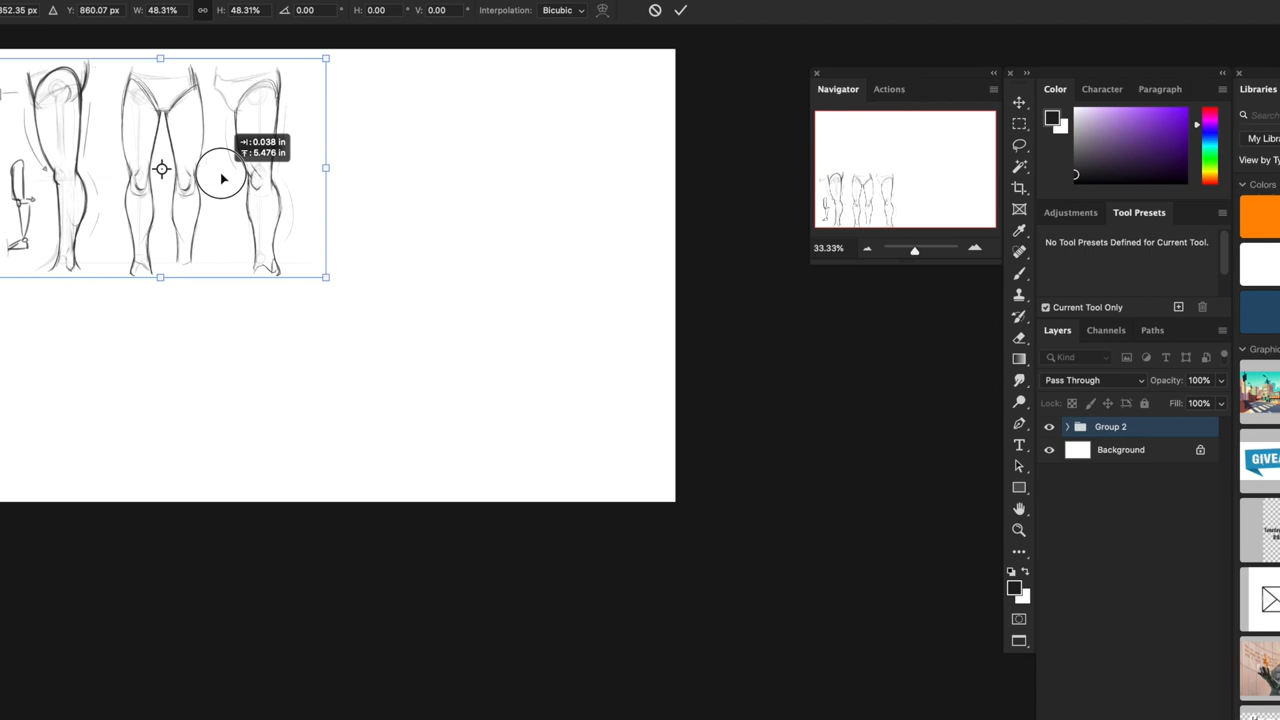 352.35 px Y: 860.07 px W: 48.31% H: 48.31% 0.00 ° H: 0.00 V: 0.00 ° Interpolation: Bicubic
0.038 in
5.476 in
Navigator Actions
33.33%
Color Character Paragraph
Adjustments Tool Presets
No Tool Presets Defined for Current Tool.
Current Tool Only
Layers Channels Paths
Kind
Pass Through Opacity: 100%
Lock: Fill: 100%
Group 2
Background
Libraries
Search
My Libr
View by Ty
Colors
Graphic
GIVEA